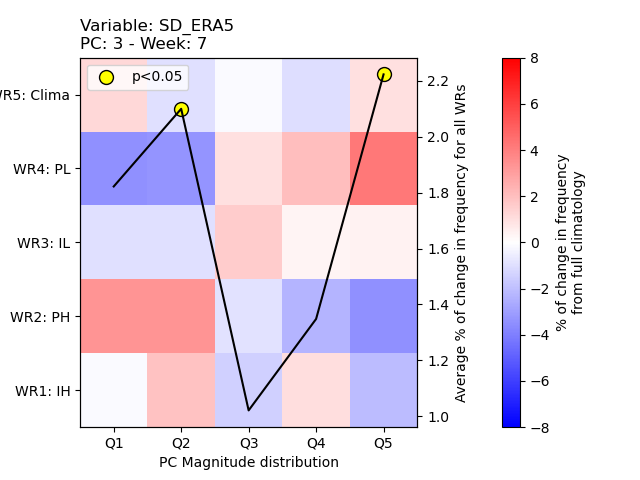 Variable: SD_ERA5
PC: 3 - Week: 7
p<0.05
WR5: Clima
WR4: PL
WR3: IL
WR2: PH
WR1: IH
Q1 Q2 Q3 Q4 Q5
PC Magnitude distribution
2.2
2.0
1.8
1.6
1.4
1.2
1.0
Average % of change in frequency for all WRs
8
6
4
2
0
−2
−4
−6
−8
% of change in frequency
from full climatology